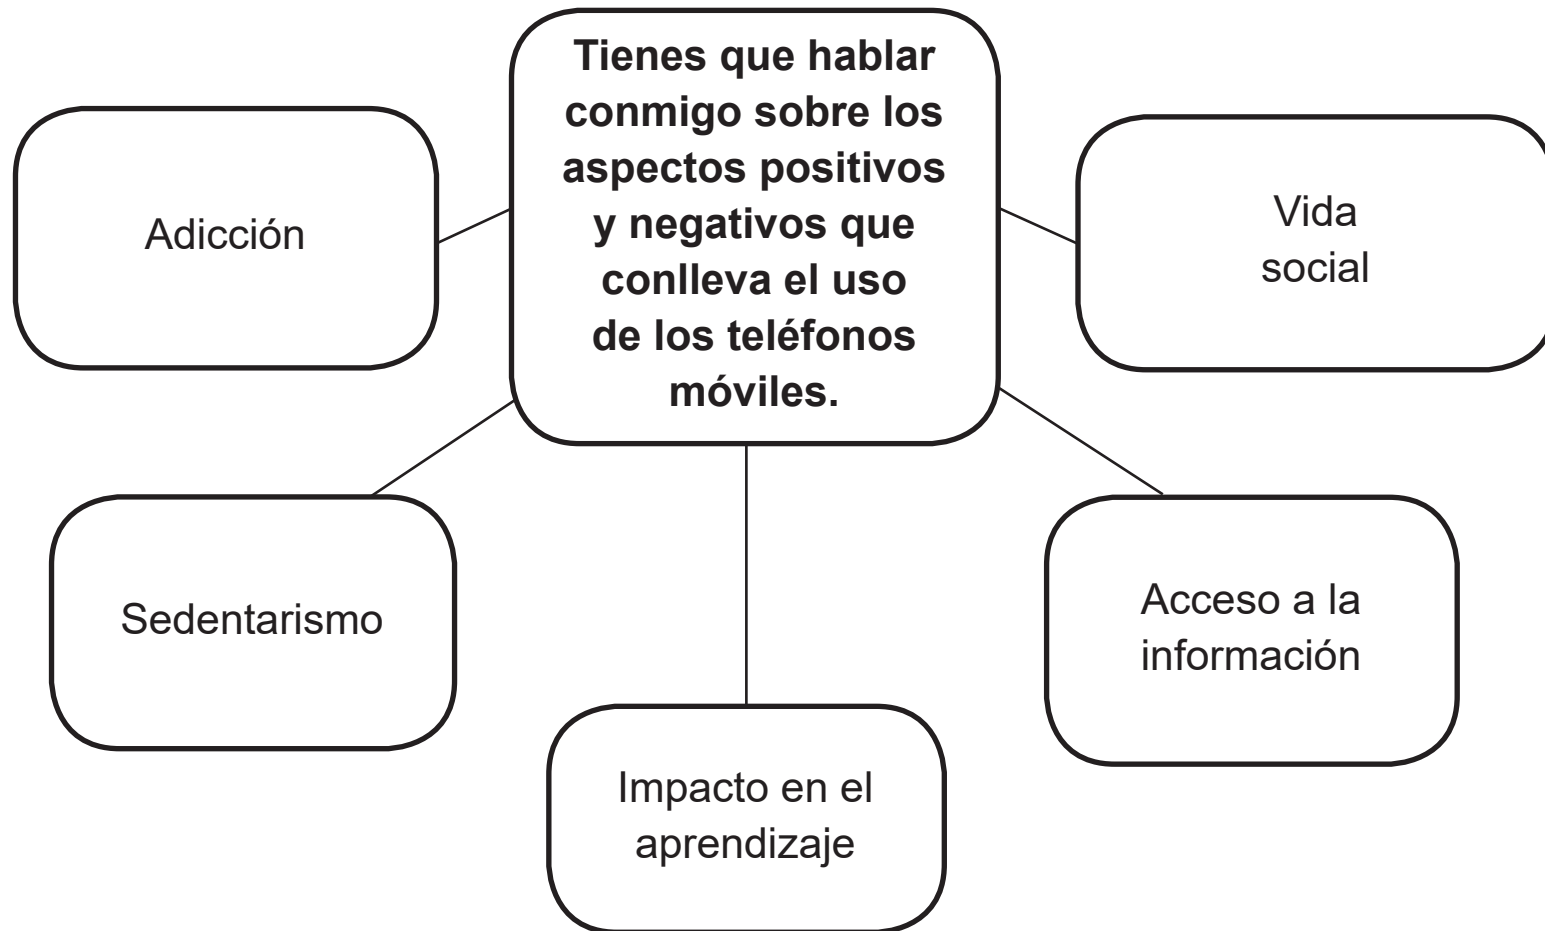 Tienes que hablar
conmigo sobre los
aspectos positivos
y negativos que
conlleva el uso
de los teléfonos
móviles.
Adicción
Vida
social
Sedentarismo
Acceso a la
información
Impacto en el
aprendizaje